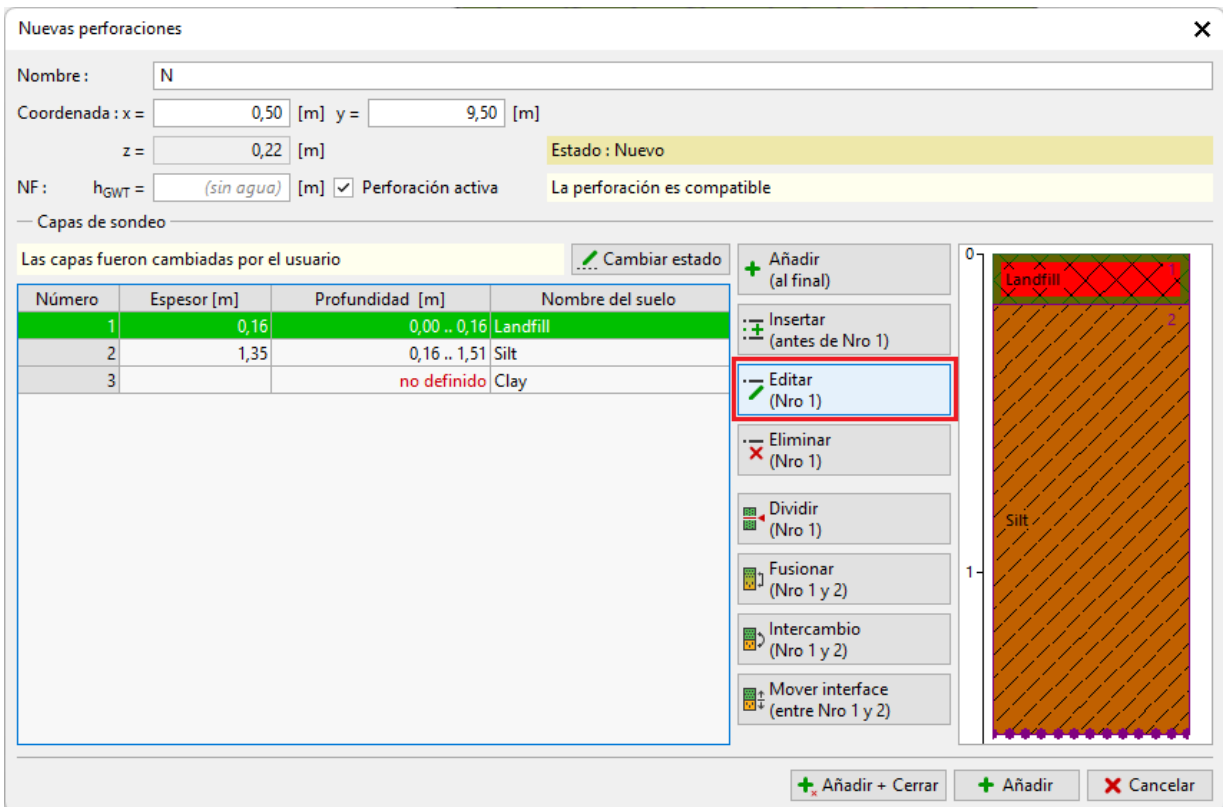 Nuevas perforaciones
Nombre : N
Coordenada : x = 0,50 [m] y = 9,50 [m]
z = 0,22 [m] Estado : Nuevo
NF : hGWT = (sin agua) [m] Perforación activa La perforación es compatible
Capas de sondeo
Las capas fueron cambiadas por el usuario Cambiar estado
Número Espesor [m] Profundidad [m] Nombre del suelo
1 0,16 0,00 .. 0,16 Landfill
2 1,35 0,16 .. 1,51 Silt
3 no definido Clay
Añadir
(al final)
Insertar
(antes de Nro 1)
Editar
(Nro 1)
Eliminar
(Nro 1)
Dividir
(Nro 1)
Fusionar
(Nro 1 y 2)
Intercambio
(Nro 1 y 2)
Mover interface
(entre Nro 1 y 2)
0
Landfill 1
2
Silt
1
Añadir + Cerrar Añadir Cancelar